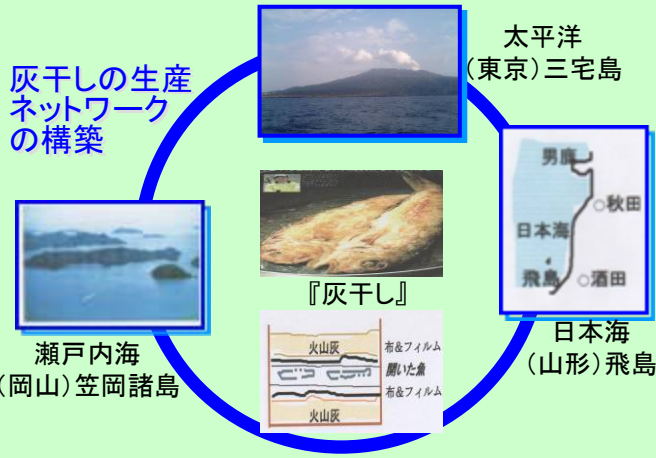 灰干しの生産
ネットワーク
の構築
太平洋
（東京）三宅島
男鹿
秋田
日本海
飛島
酒田
日本海
（山形）飛島
『灰干し』
火山灰
布&フィルム
開いた魚
布&フィルム
火山灰
瀬戸内海
（岡山）笠岡諸島